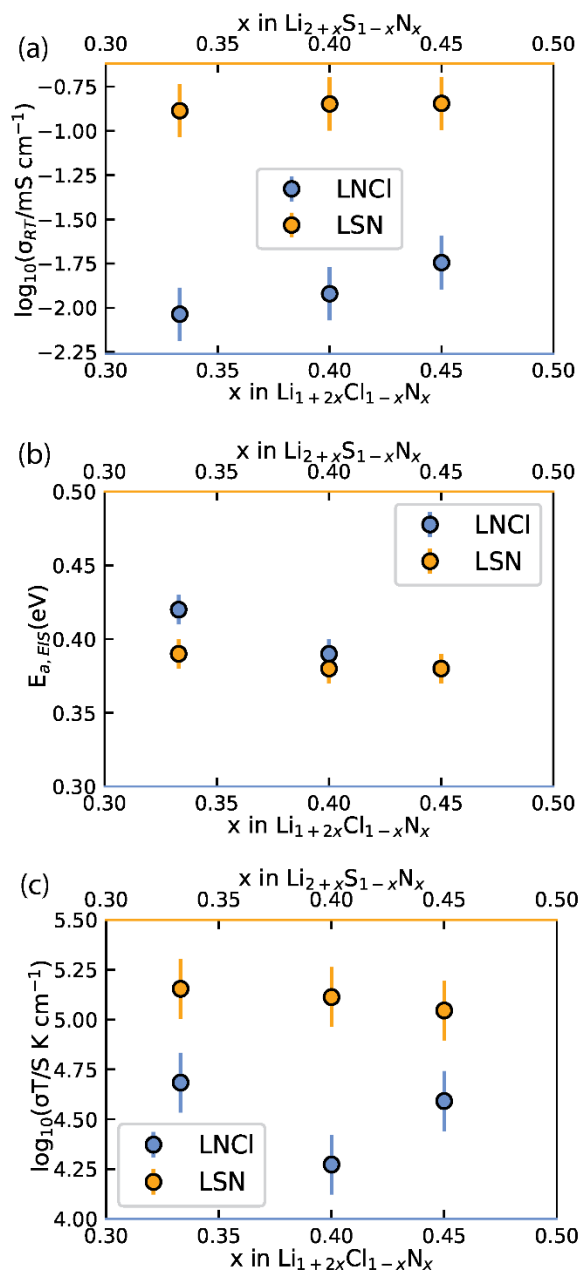 (a)
x in Li₂₊ₓS₁₋ₓNₓ
0.30 0.35 0.40 0.45 0.50
log₁₀(σ_RT/mS cm⁻¹)
−0.75
−1.00
−1.25
−1.50
−1.75
−2.00
−2.25
LNCl
LSN
0.30 0.35 0.40 0.45 0.50
x in Li₁₊₂ₓCl₁₋ₓNₓ
(b)
x in Li₂₊ₓS₁₋ₓNₓ
0.30 0.35 0.40 0.45 0.50
E_a, EIS(eV)
0.50
0.45
0.40
0.35
0.30
LNCl
LSN
0.30 0.35 0.40 0.45 0.50
x in Li₁₊₂ₓCl₁₋ₓNₓ
(c)
x in Li₂₊ₓS₁₋ₓNₓ
0.30 0.35 0.40 0.45 0.50
log₁₀(σT/S K cm⁻¹)
5.50
5.25
5.00
4.75
4.50
4.25
4.00
LNCl
LSN
0.30 0.35 0.40 0.45 0.50
x in Li₁₊₂ₓCl₁₋ₓNₓ